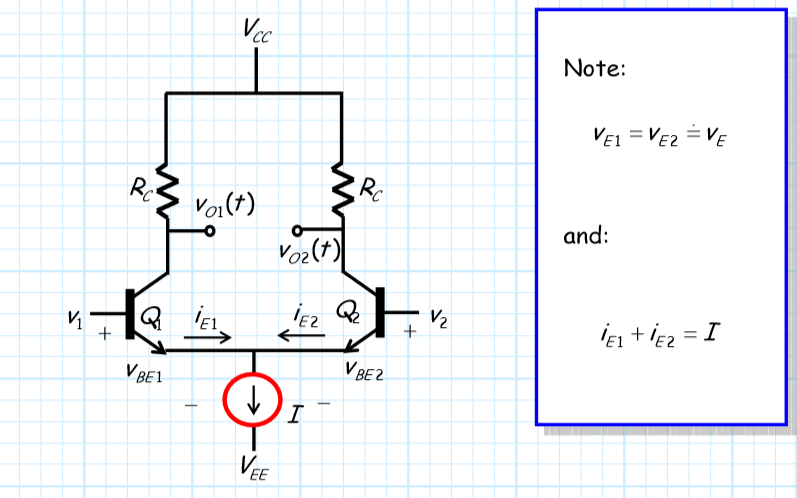 V_CC
R_C
v_O1(t)
R_C
v_O2(t)
v_1
+
Q_1
i_E1
i_E2
Q_2
+
v_2
v_BE1
v_BE2
−
I
−
V_EE
Note:
v_E1 = v_E2 ≐ v_E
and:
i_E1 + i_E2 = I